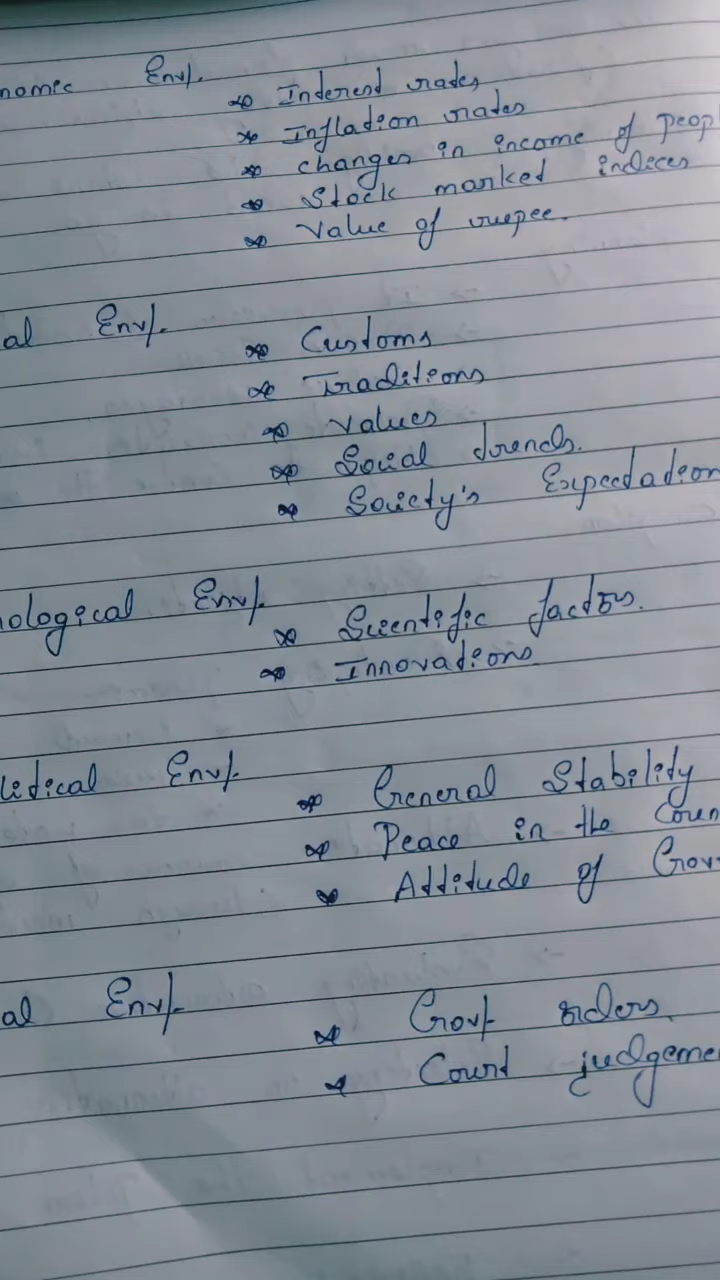 nomic Env/.
* Interest rates
* Inflation rates
* changes in income of peopl
* Stock market indices
* Value of rupee.
al Env/.
* Customs
* Traditions
* Values
* Social trends.
* Society's Expectation
nological Env/.
* Scientific factors.
* Innovations
litical Env/.
* General Stability
* Peace in the Coun
* Attitude of Gov
al Env/.
* Govt orders.
* Court judgeme